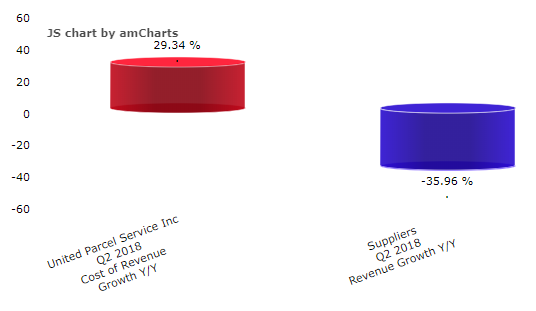 60
JS chart by amCharts
40
29.34 %
20
0
-20
-40
-35.96 %
-60
United Parcel Service Inc
Q2 2018
Cost of Revenue
Growth Y/Y
Suppliers
Q2 2018
Revenue Growth Y/Y